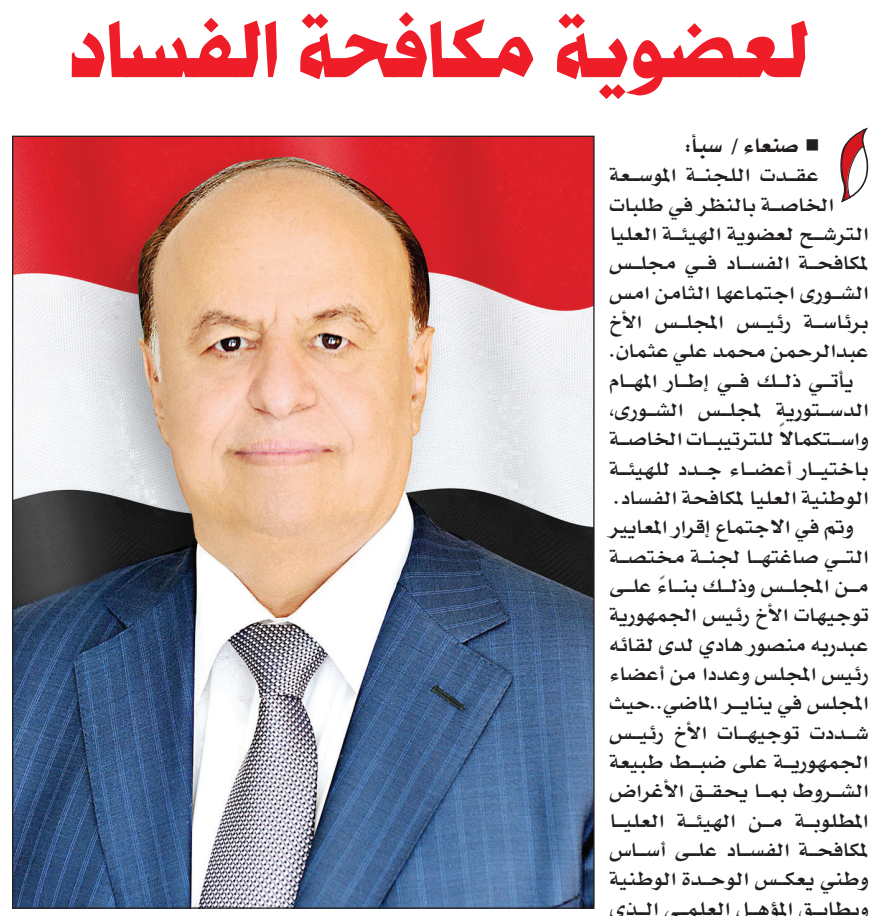 لعضوية مكافحة الفساد
■ صنعاء / سبأ:
عقدت اللجنة الموسعة
الخاصة بالنظر في طلبات
الترشح لعضوية الهيئة العليا
لمكافحة الفساد في مجلس
الشورى اجتماعها الثامن امس
برئاسة رئيس المجلس الأخ
عبدالرحمن محمد علي عثمان.
يأتي ذلك في إطار المهام
الدستورية لمجلس الشورى،
واستكمالاً للترتيبات الخاصة
باختيار أعضاء جدد للهيئة
الوطنية العليا لمكافحة الفساد.
وتم في الاجتماع إقرار المعايير
التي صاغتها لجنة مختصة
من المجلس وذلك بناءً على
توجيهات الأخ رئيس الجمهورية
عبدربه منصور هادي لدى لقائه
رئيس المجلس وعددا من أعضاء
المجلس في يناير الماضي..حيث
شددت توجيهات الأخ رئيس
الجمهورية على ضبط طبيعة
الشروط بما يحقق الأغراض
المطلوبة من الهيئة العليا
لمكافحة الفساد على أساس
وطني يعكس الوحدة الوطنية
ويطابق المؤهل العلمي الذي